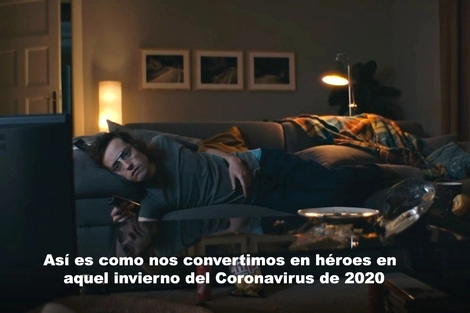 Así es como nos convertimos en héroes en
aquel invierno del Coronavirus de 2020